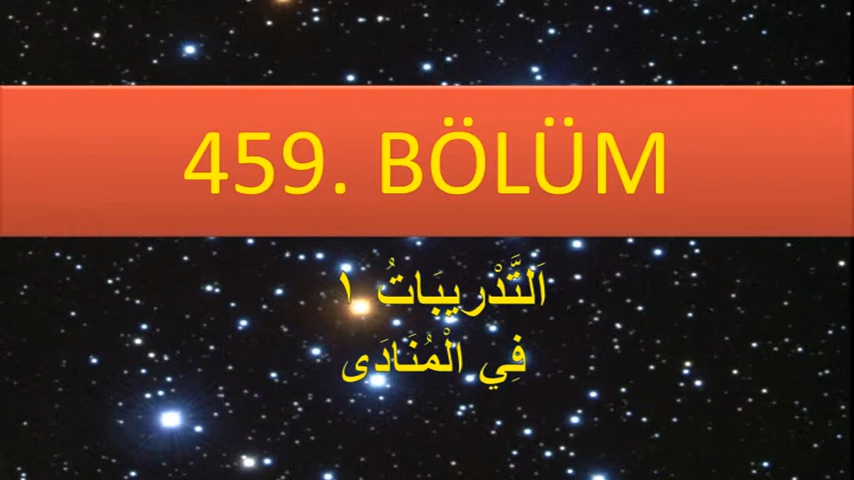 459. BÖLÜM
اَلتَّدْرِيبَاتُ ١
فِي الْمُنَادَى